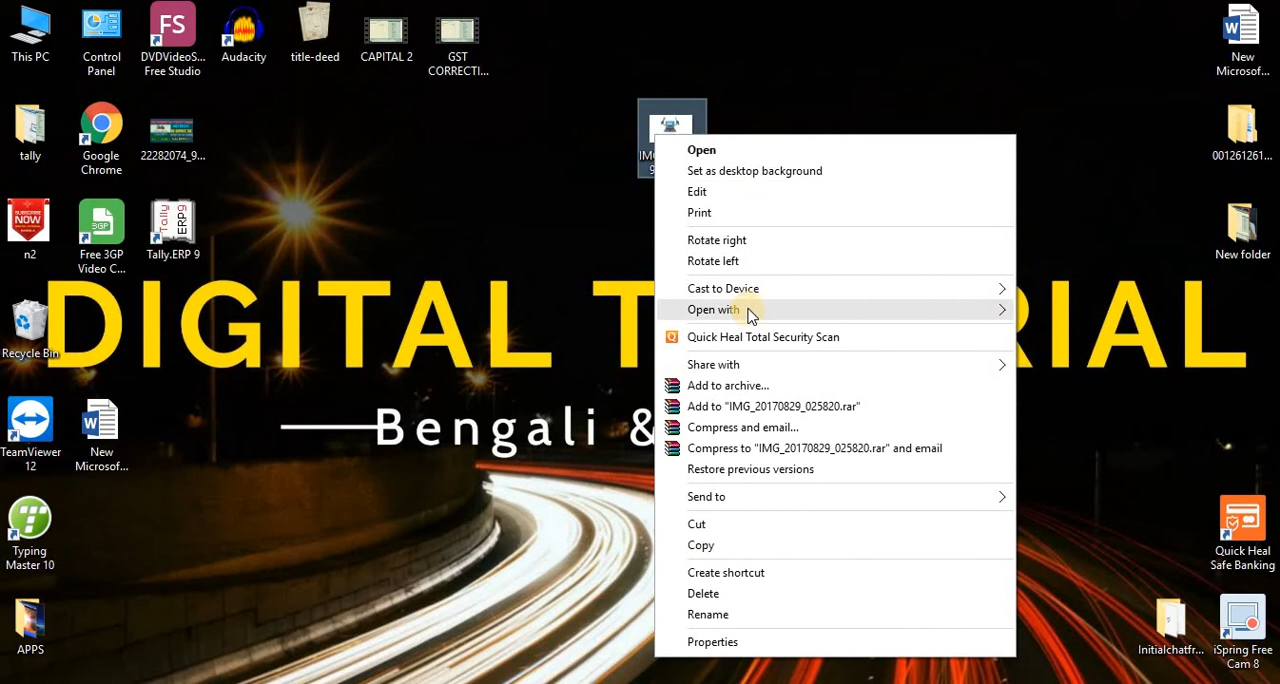 This PC
Control
Panel
DVDVideoS...
Free Studio
FS
Audacity
title-deed
CAPITAL 2
GST
CORRECTI...
New
Microsof...
tally
Google
Chrome
22282074_9...
001261261...
SUBSCRIBE
NOW
n2
3GP
Free 3GP
Video C...
Tally
ERP9
Tally.ERP 9
New folder
DIGITAL T
RIAL
Bengali &
Recycle Bin
TeamViewer
12
New
Microsof...
Typing
Master 10
APPS
Quick Heal
Safe Banking
Initialchatfr...
iSpring Free
Cam 8
Open
Set as desktop background
Edit
Print
Rotate right
Rotate left
Cast to Device
Open with
Quick Heal Total Security Scan
Share with
Add to archive...
Add to "IMG_20170829_025820.rar"
Compress and email...
Compress to "IMG_20170829_025820.rar" and email
Restore previous versions
Send to
Cut
Copy
Create shortcut
Delete
Rename
Properties